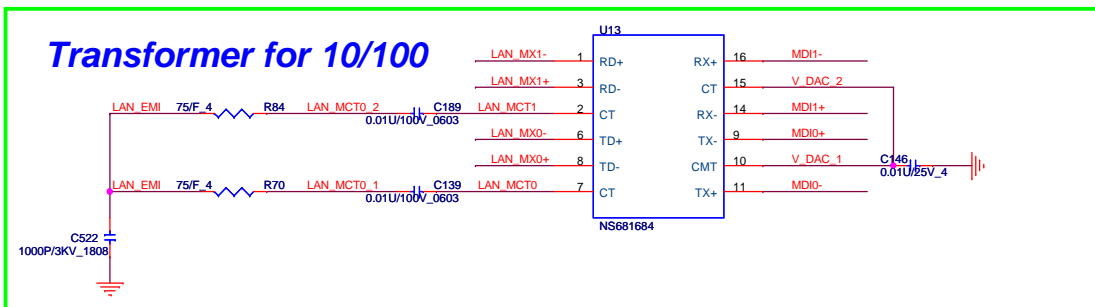 Transformer for 10/100
U13
LAN_MX1- 1 RD+ RX+ 16 MDI1-
LAN_MX1+ 3 RD- CT 15 V_DAC_2
LAN_EMI 75/F_4 R84 LAN_MCT0_2 C189 LAN_MCT1 2 CT RX- 14 MDI1+
0.01U/100V_0603
LAN_MX0- 6 TD+ TX- 9 MDI0+
LAN_MX0+ 8 TD- CMT 10 V_DAC_1 C146
0.01U/25V_4
LAN_EMI 75/F_4 R70 LAN_MCT0_1 C139 LAN_MCT0 7 CT TX+ 11 MDI0-
0.01U/100V_0603
NS681684
C522
1000P/3KV_1808